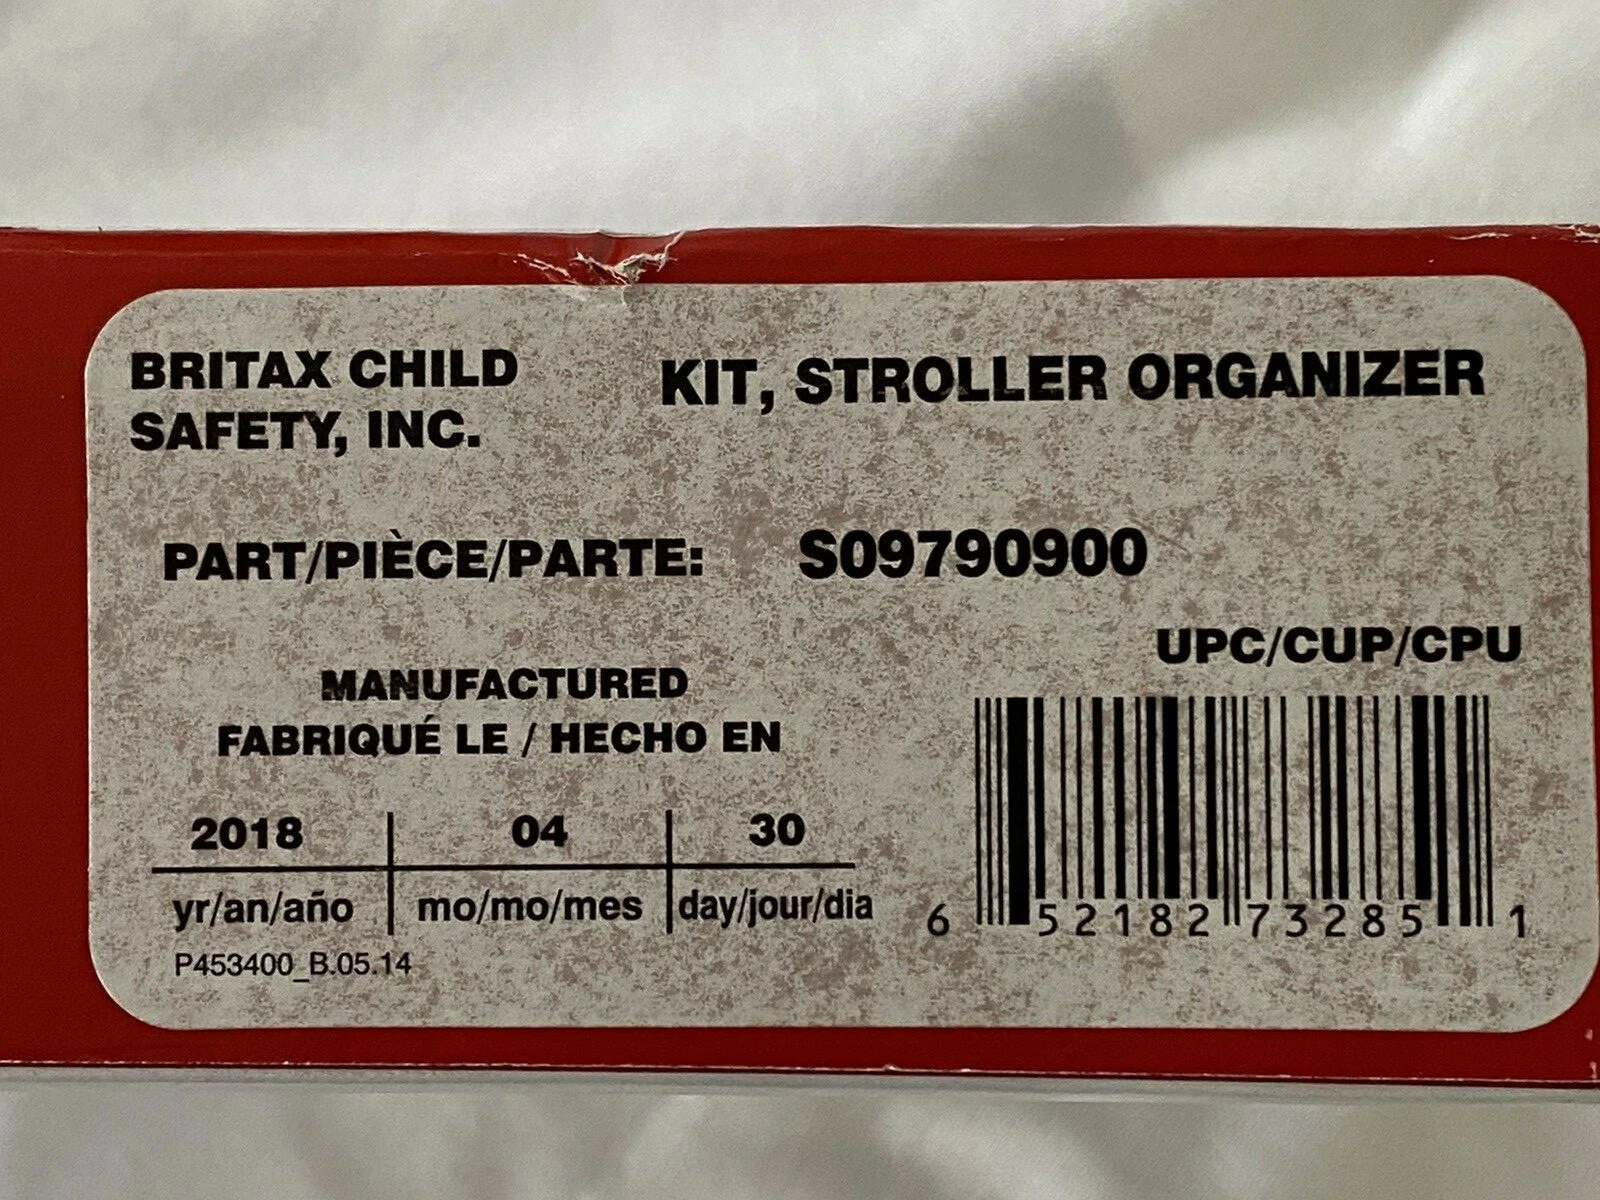 BRITAX CHILD
SAFETY, INC.
KIT, STROLLER ORGANIZER
PART/PIÈCE/PARTE: S09790900
UPC/CUP/CPU
MANUFACTURED
FABRIQUÉ LE / HECHO EN
2018 04 30
yr/an/año mo/mo/mes day/jour/dia
P453400_B.05.14
6 52182 73285 1